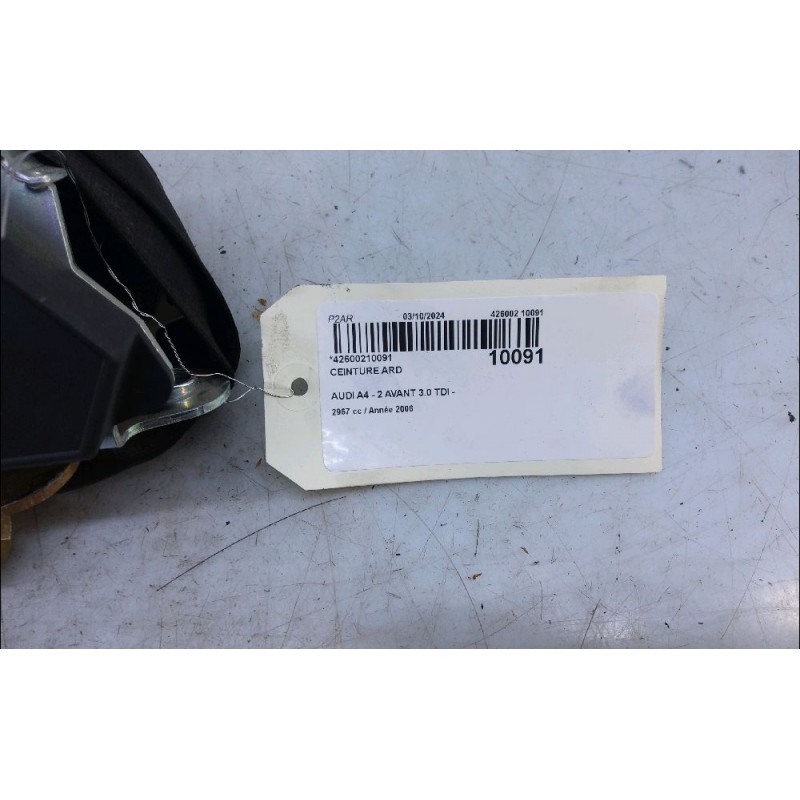 P2AR 03/10/2024 426002 10091
*42600210091 10091
CEINTURE ARD
AUDI A4 - 2 AVANT 3.0 TDI -
2967 cc / Année 2006